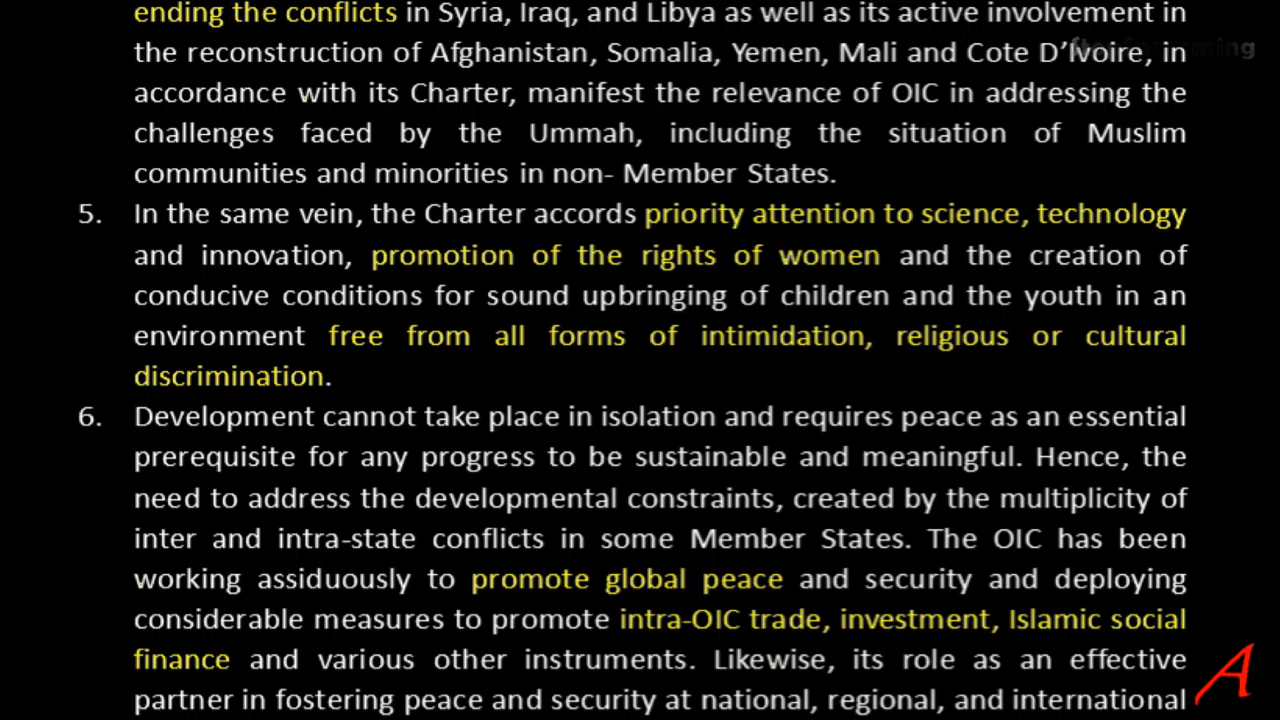 ending the conflicts in Syria, Iraq, and Libya as well as its active involvement in
the reconstruction of Afghanistan, Somalia, Yemen, Mali and Cote D’Ivoire, in
accordance with its Charter, manifest the relevance of OIC in addressing the
challenges faced by the Ummah, including the situation of Muslim
communities and minorities in non- Member States.
5. In the same vein, the Charter accords priority attention to science, technology
and innovation, promotion of the rights of women and the creation of
conducive conditions for sound upbringing of children and the youth in an
environment free from all forms of intimidation, religious or cultural
discrimination.
6. Development cannot take place in isolation and requires peace as an essential
prerequisite for any progress to be sustainable and meaningful. Hence, the
need to address the developmental constraints, created by the multiplicity of
inter and intra-state conflicts in some Member States. The OIC has been
working assiduously to promote global peace and security and deploying
considerable measures to promote intra-OIC trade, investment, Islamic social
finance and various other instruments. Likewise, its role as an effective
partner in fostering peace and security at national, regional, and international
A